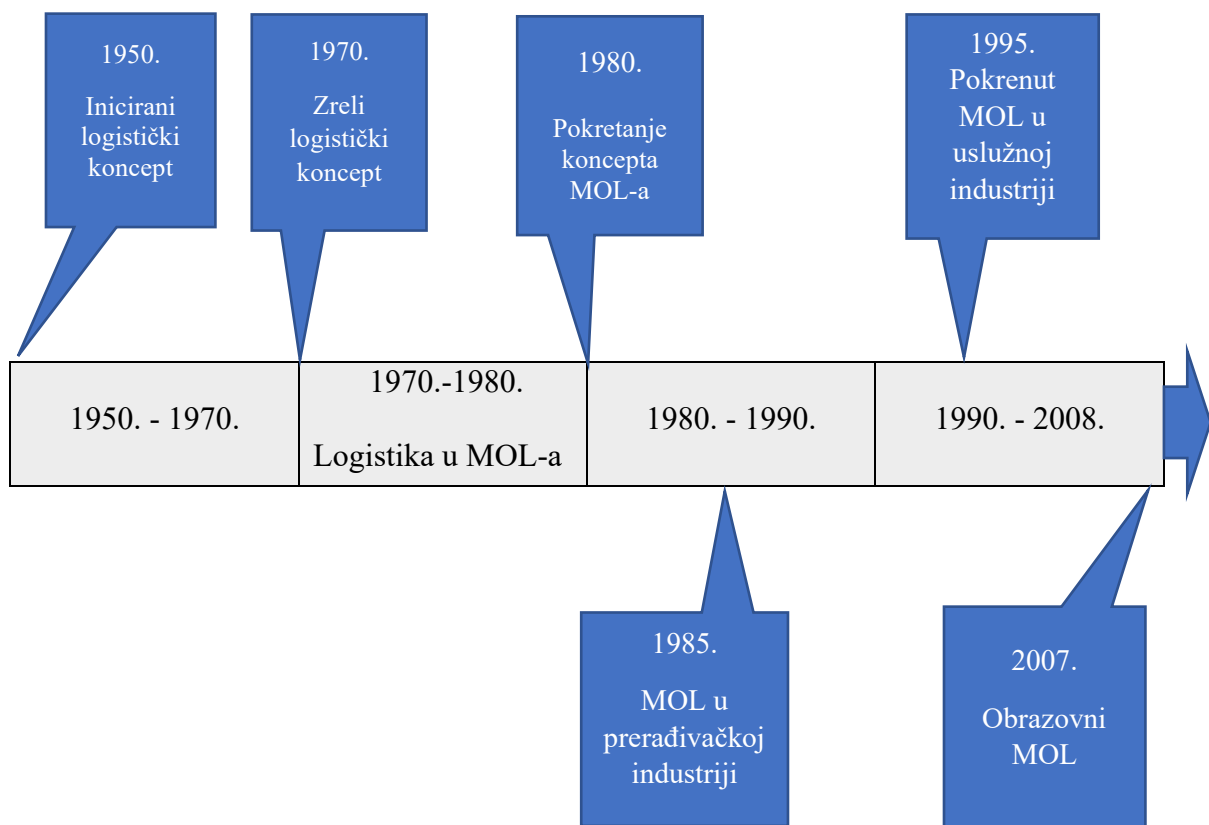 1950.
Inicirani
logistički
koncept
1970.
Zreli
logistički
koncept
1980.
Pokretanje
koncepta
MOL-a
1995.
Pokrenut
MOL u
uslužnoj
industriji
1950. - 1970.
1970.-1980.
Logistika u MOL-a
1980. - 1990.
1990. - 2008.
1985.
MOL u
prerađivačkoj
industriji
2007.
Obrazovni
MOL